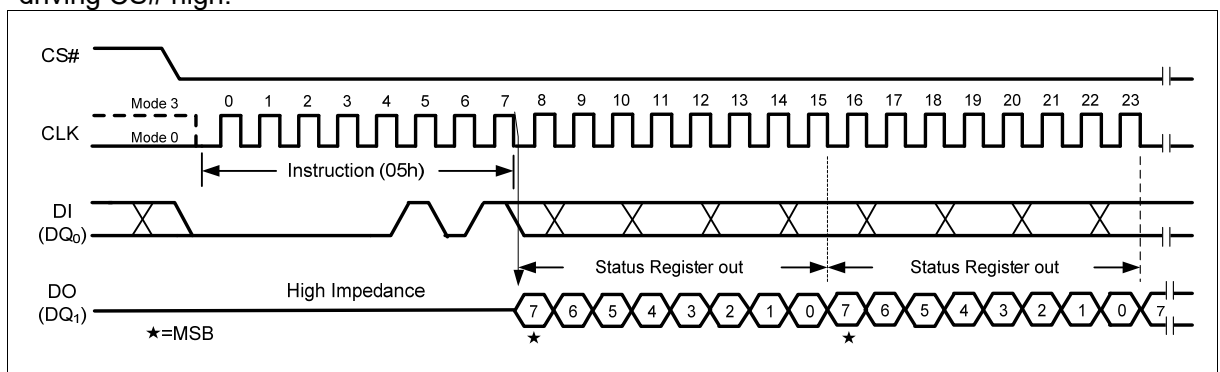 driving CS# high.
CS#
Mode 3 0 1 2 3 4 5 6 7 8 9 10 11 12 13 14 15 16 17 18 19 20 21 22 23
CLK Mode 0
Instruction (05h)
DI
(DQ0)
Status Register out Status Register out
DO High Impedance
(DQ1) 7 6 5 4 3 2 1 0 7 6 5 4 3 2 1 0 7
★=MSB ★ ★